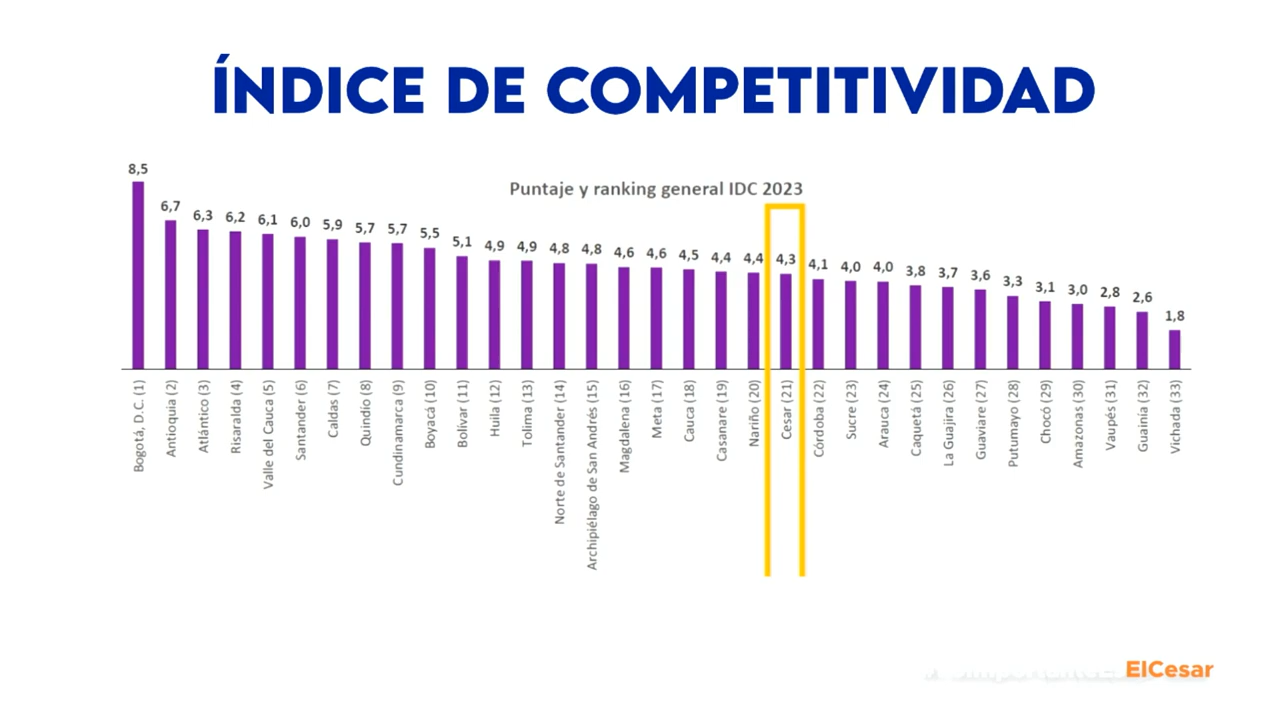 ÍNDICE DE COMPETITIVIDAD
Puntaje y ranking general IDC 2023
8,5
6,7
6,3
6,2
6,1
6,0
5,9
5,7
5,7
5,5
5,1
4,9
4,9
4,8
4,8
4,6
4,6
4,5
4,4
4,4
4,3
4,1
4,0
4,0
3,8
3,7
3,6
3,3
3,1
3,0
2,8
2,6
1,8
Bogotá, D.C. (1)
Antioquia (2)
Atlántico (3)
Risaralda (4)
Valle del Cauca (5)
Santander (6)
Caldas (7)
Quindío (8)
Cundinamarca (9)
Boyacá (10)
Bolívar (11)
Huila (12)
Tolima (13)
Norte de Santander (14)
Archipiélago de San Andrés (15)
Magdalena (16)
Meta (17)
Cauca (18)
Casanare (19)
Nariño (20)
Cesar (21)
Córdoba (22)
Sucre (23)
Arauca (24)
Caquetá (25)
La Guajira (26)
Guaviare (27)
Putumayo (28)
Chocó (29)
Amazonas (30)
Vaupés (31)
Guainía (32)
Vichada (33)
ElCesar